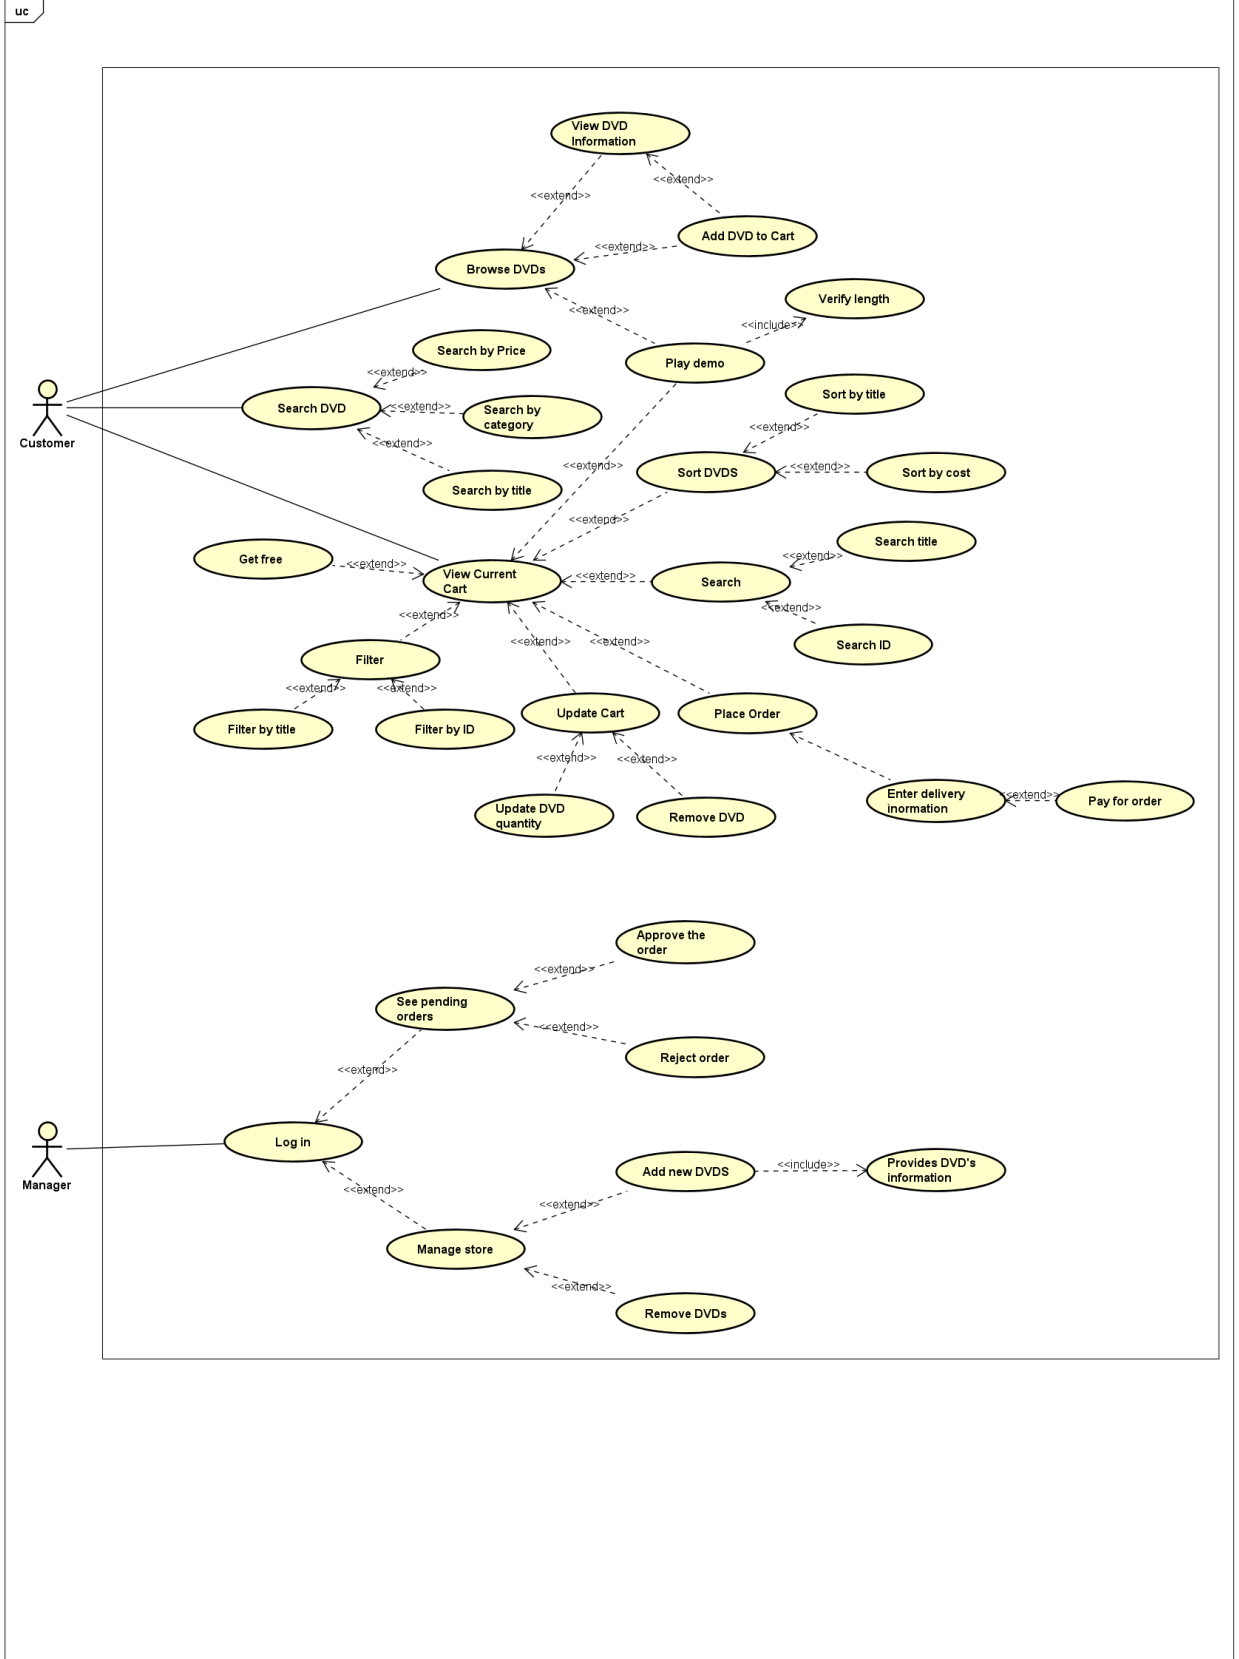 uc
View DVD
Information
<<extend>>
<<extend>>
Add DVD to Cart
<<extend>>
Browse DVDs
Verify length
<<extend>>
<<include>>
Search by Price
Play demo
<<extend>>
Sort by title
Search DVD
<<extend>>
Search by
category
<<extend>>
Customer
<<extend>>
<<extend>>
Sort DVDS
<<extend>>
Sort by cost
Search by title
<<extend>>
Search title
Get free
<<extend>>
<<extend>>
View Current
Cart
<<extend>>
Search
<<extend>>
<<extend>>
<<extend>>
<<extend>>
Search ID
Filter
<<extend>>
<<extend>>
Update Cart
Place Order
Filter by title
Filter by ID
<<extend>>
<<extend>>
Enter delivery
inormation
<<extend>>
Pay for order
Update DVD
quantity
Remove DVD
Approve the
order
<<extend>>
See pending
orders
<<extend>>
Reject order
<<extend>>
Log in
Manager
Add new DVDS
<<include>>
Provides DVD's
information
<<extend>>
<<extend>>
Manage store
<<extend>>
Remove DVDs